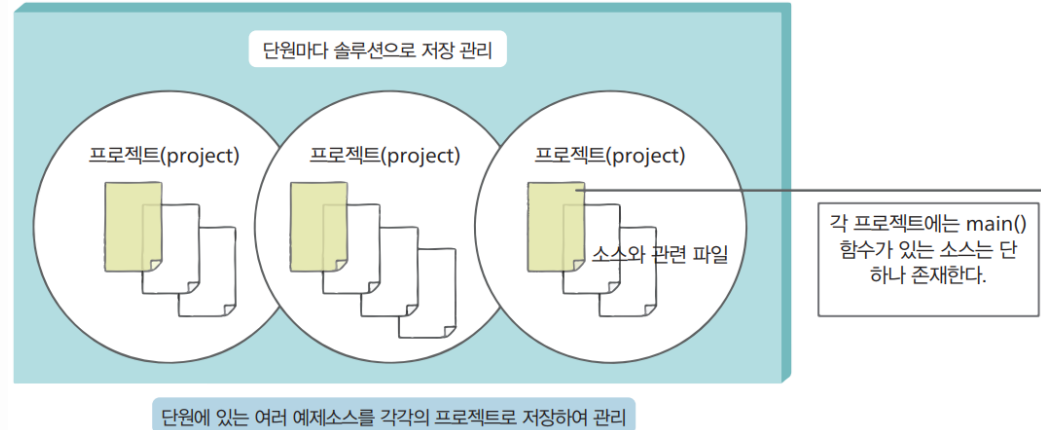 단원마다 솔루션으로 저장 관리
프로젝트(project)
프로젝트(project)
프로젝트(project)
소스와 관련 파일
각 프로젝트에는 main()
함수가 있는 소스는 단
하나 존재한다.
단원에 있는 여러 예제소스를 각각의 프로젝트로 저장하여 관리